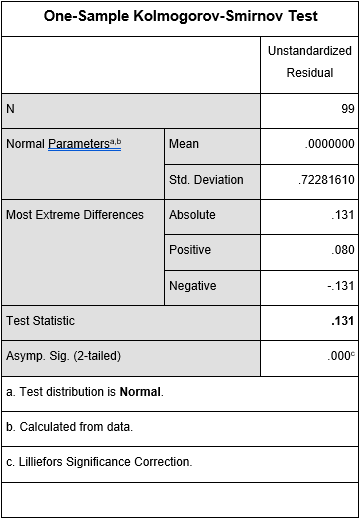 One-Sample Kolmogorov-Smirnov Test
Unstandardized
Residual
N 99
Normal Parametersa,b Mean .0000000
Std. Deviation .72281610
Most Extreme Differences Absolute .131
Positive .080
Negative -.131
Test Statistic .131
Asymp. Sig. (2-tailed) .000c
a. Test distribution is Normal.
b. Calculated from data.
c. Lilliefors Significance Correction.